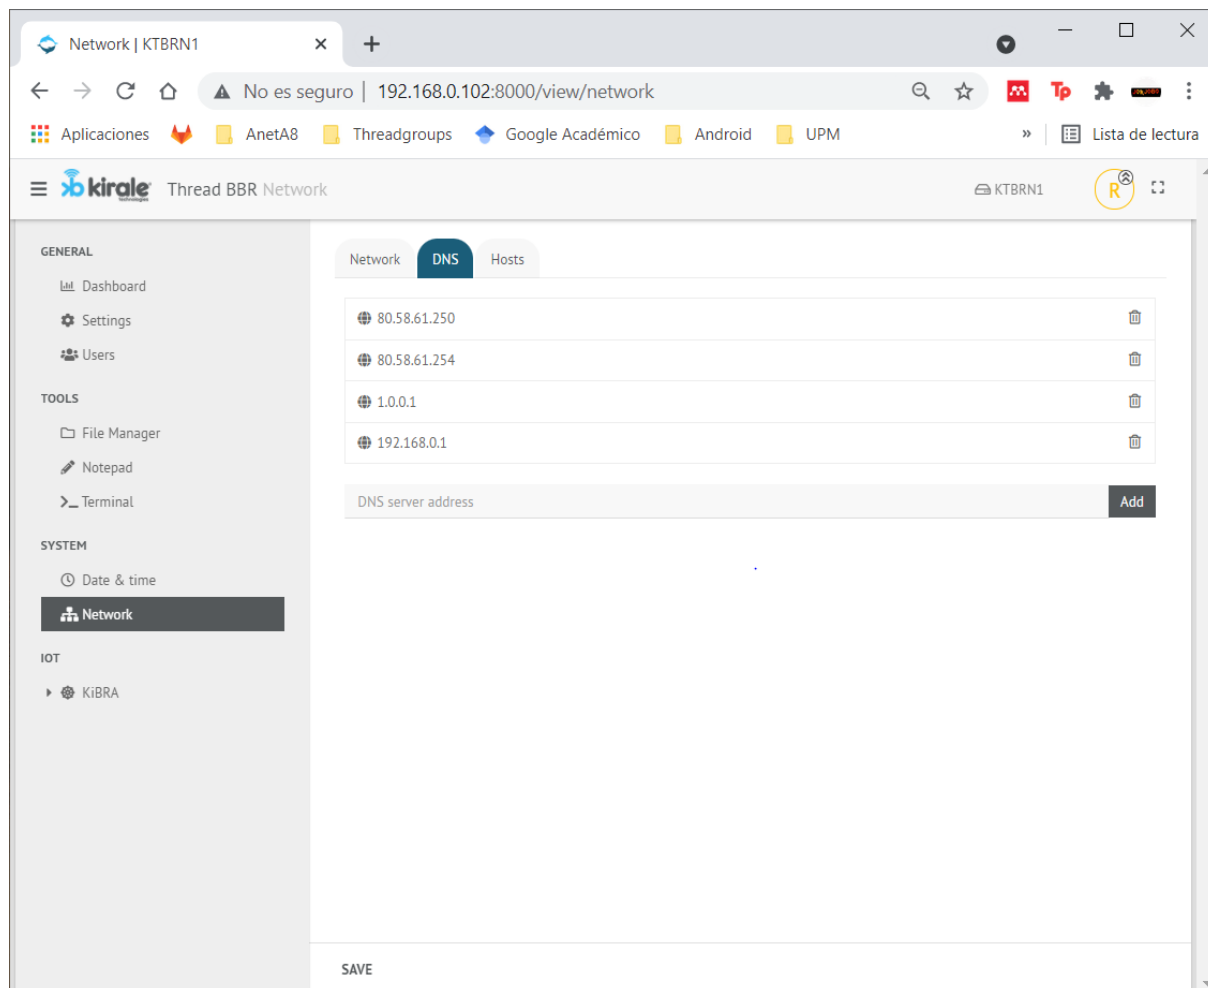 Network | KTBRN1
No es seguro | 192.168.0.102:8000/view/network
Aplicaciones AnetA8 Threadgroups Google Académico Android UPM » Lista de lectura
kirale Thread BBR Network KTBRN1 R
Technologies
GENERAL
Dashboard
Settings
Users
TOOLS
File Manager
Notepad
Terminal
SYSTEM
Date & time
Network
IOT
KiBRA
Network DNS Hosts
80.58.61.250
80.58.61.254
1.0.0.1
192.168.0.1
DNS server address Add
SAVE